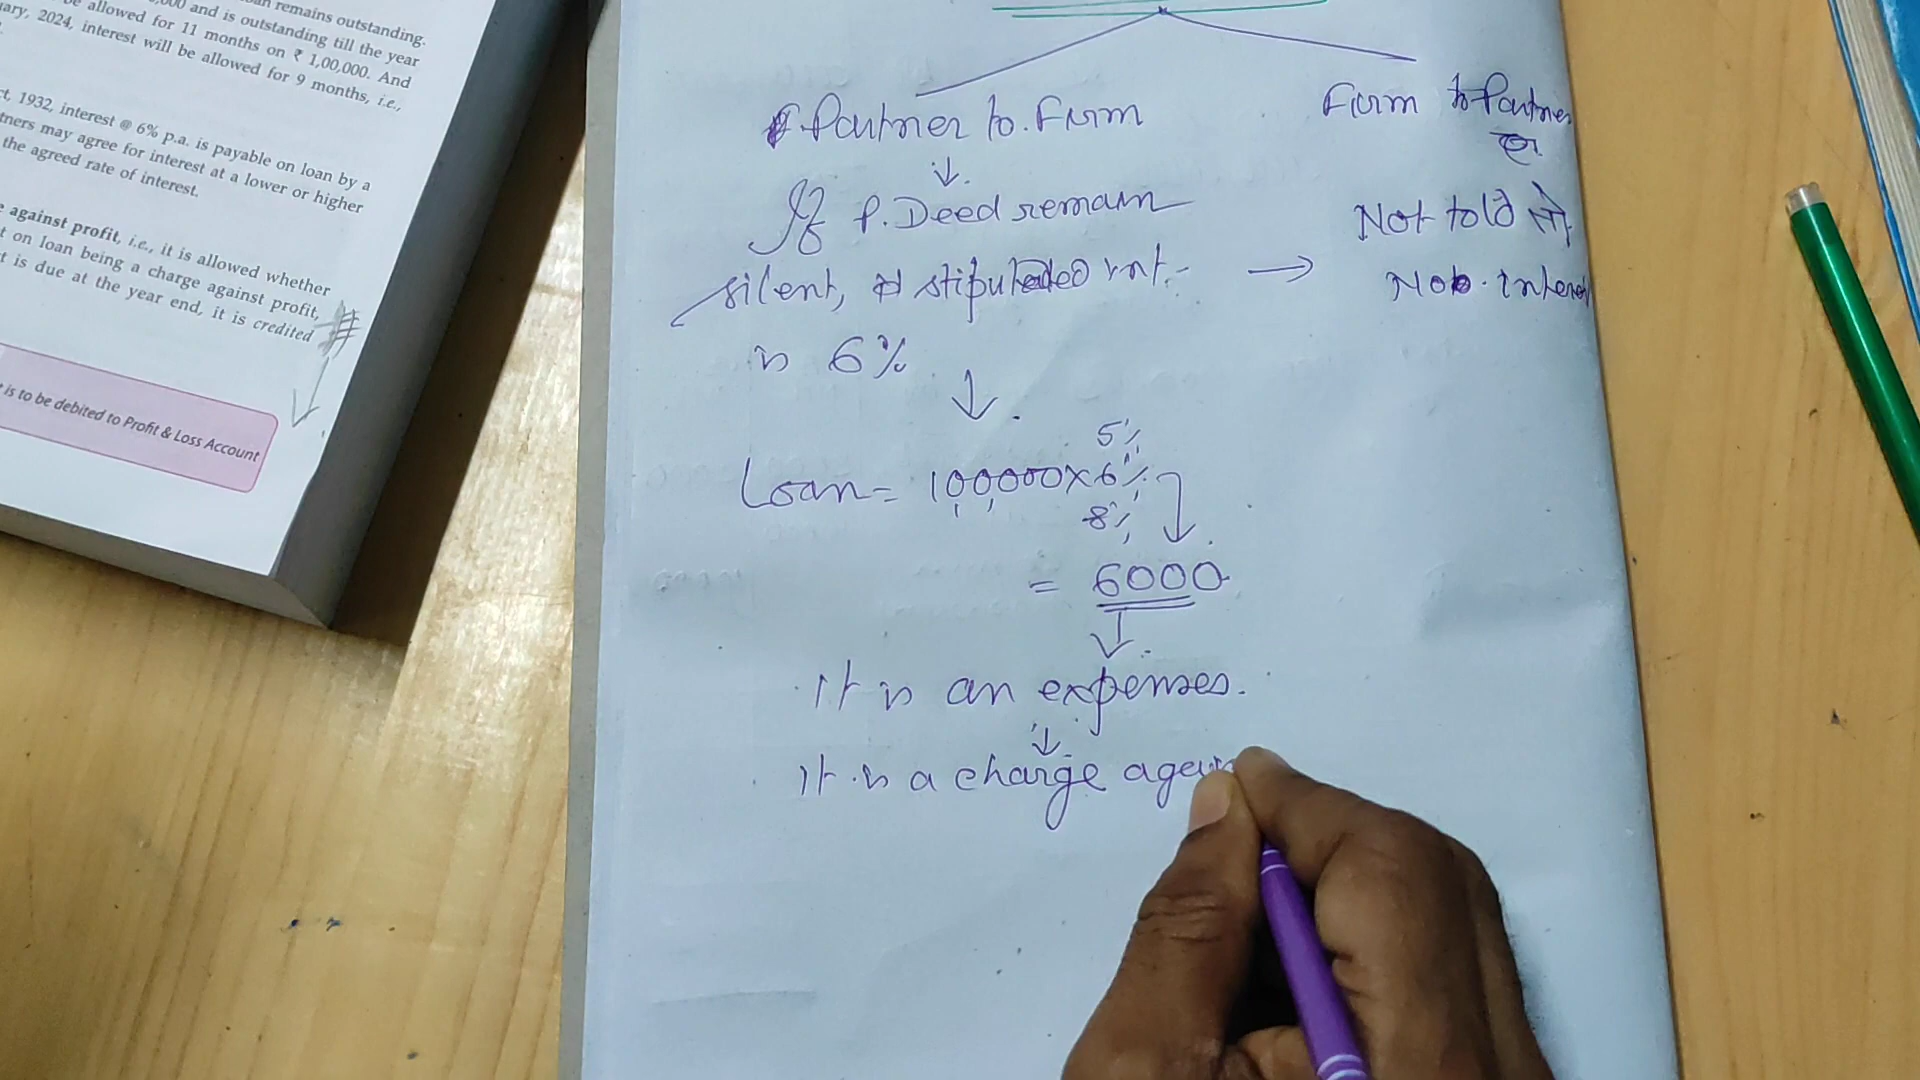 remains outstanding.
and is outstanding till the year
be allowed for 11 months on ₹ 1,00,000. And
2024, interest will be allowed for 9 months, i.e.,
1932, interest @ 6% p.a. is payable on loan by a
may agree for interest at a lower or higher
the agreed rate of interest.
against profit, i.e., it is allowed whether
on loan being a charge against profit,
is due at the year end, it is credited
#
is to be debited to Profit & Loss Account
Partner to. Firm
↓
If P. Deed remain
silent, stipulated int.- →
is 6%
↓
5%
Loan = 100000 x 6%
8%
= 6000
↓
It is an expenses.
↓
It is a charge
Firm to Partner
Not told तो
Not. Interest